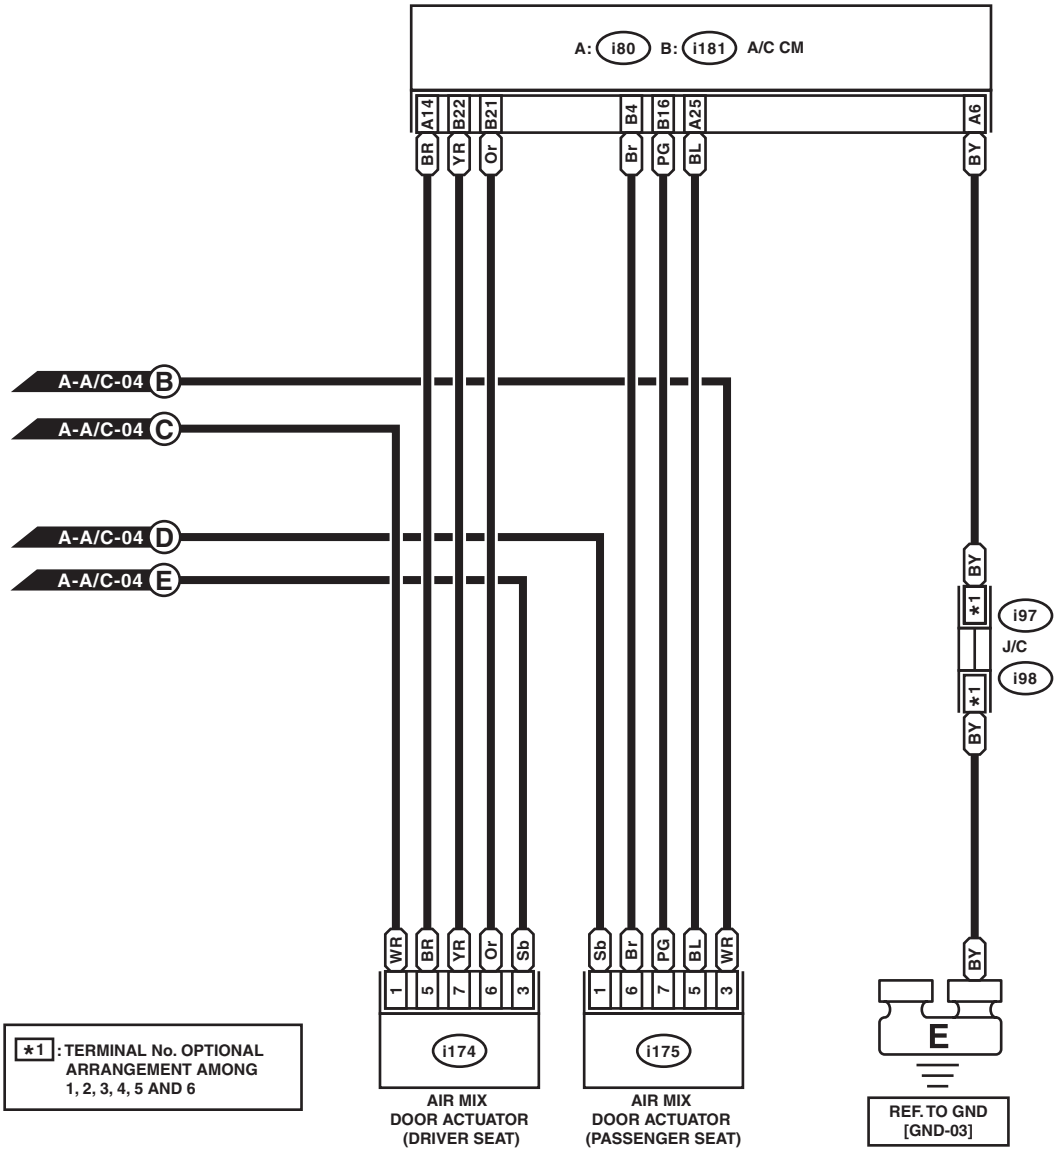 A: i80 B: i181 A/C CM
A14 B22 B21 B4 B16 A25 A6
BR YR Or Br PG BL BY
A-A/C-04 B
A-A/C-04 C
A-A/C-04 D
A-A/C-04 E
BY
*1
i97
J/C
i98
*1
BY
WR BR YR Or Sb Sb Br PG BL WR BY
1 5 7 6 3 1 6 7 5 3
E
i174 i175
*1 : TERMINAL No. OPTIONAL
ARRANGEMENT AMONG
1, 2, 3, 4, 5 AND 6
AIR MIX
DOOR ACTUATOR
(DRIVER SEAT)
AIR MIX
DOOR ACTUATOR
(PASSENGER SEAT)
REF. TO GND
[GND-03]